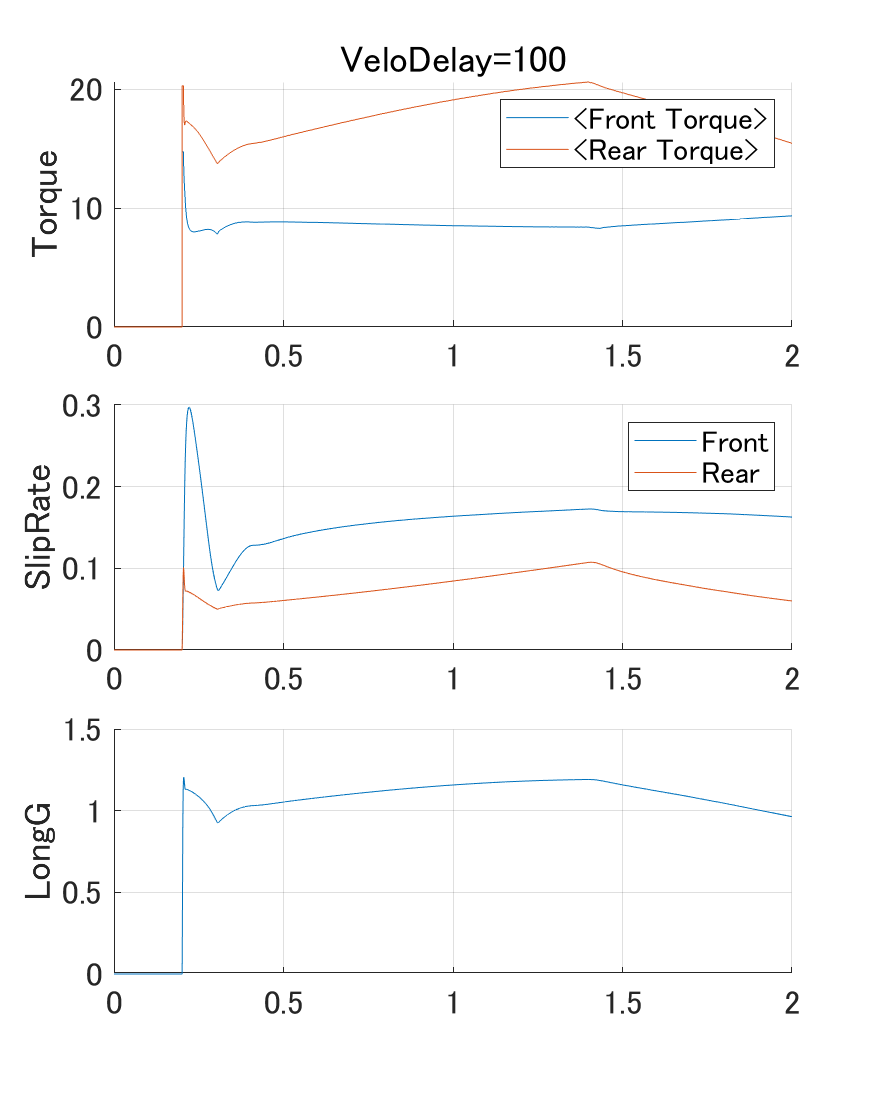 VeloDelay=100
Torque
20
10
0
0 0.5 1 1.5 2
<Front Torque>
<Rear Torque>
SlipRate
0.3
0.2
0.1
0
0 0.5 1 1.5 2
Front
Rear
LongG
1.5
1
0.5
0
0 0.5 1 1.5 2